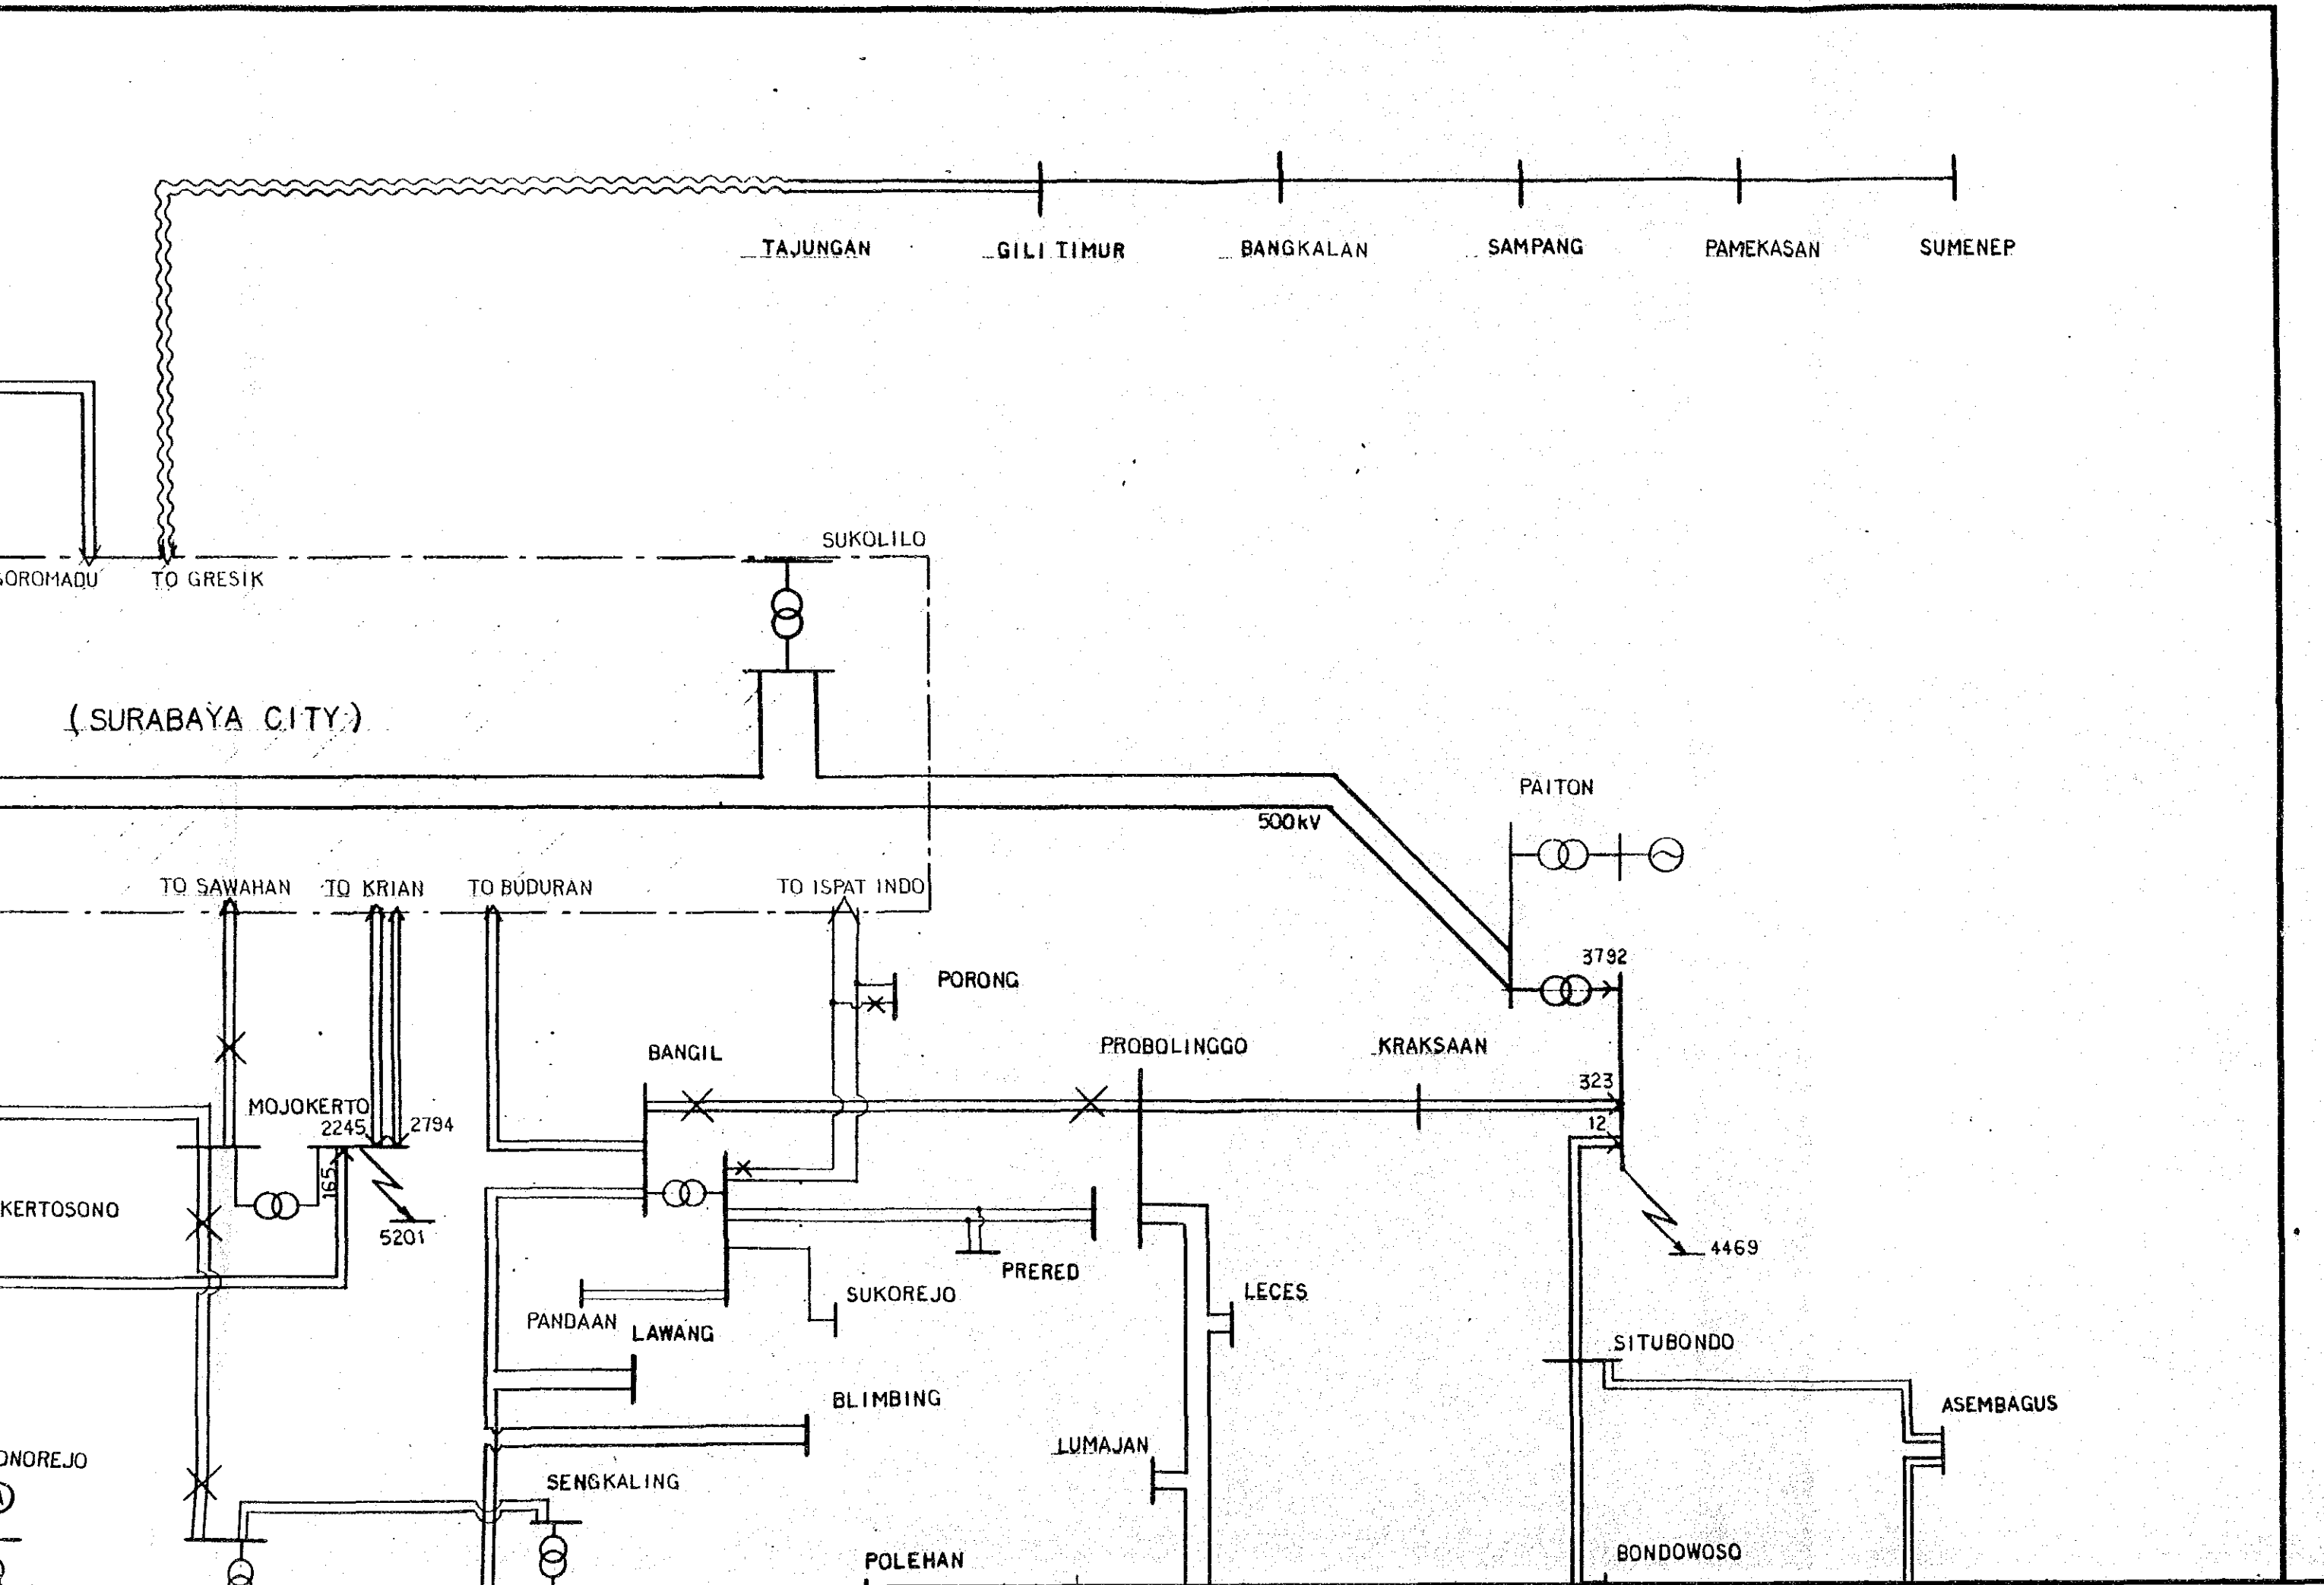 TAJUNGAN
GILI TIMUR
BANGKALAN
SAMPANG
PAMEKASAN
SUMENEP
SUKOLILO
SOROMADU
TO GRESIK
(SURABAYA CITY)
PAITON
500kV
TO SAWAHAN
TO KRIAN
TO BUDURAN
TO ISPAT INDO
3792
PORONG
BANGIL
PROBOLINGGO
KRAKSAAN
323
MOJOKERTO
2245
2794
12
165
KERTOSONO
5201
4469
PRERED
SUKOREJO
LECES
PANDAAN
LAWANG
SITUBONDO
BLIMBING
ASEMBAGUS
LUMAJAN
ONOREJO
SENGKALING
POLEHAN
BONDOWOSO